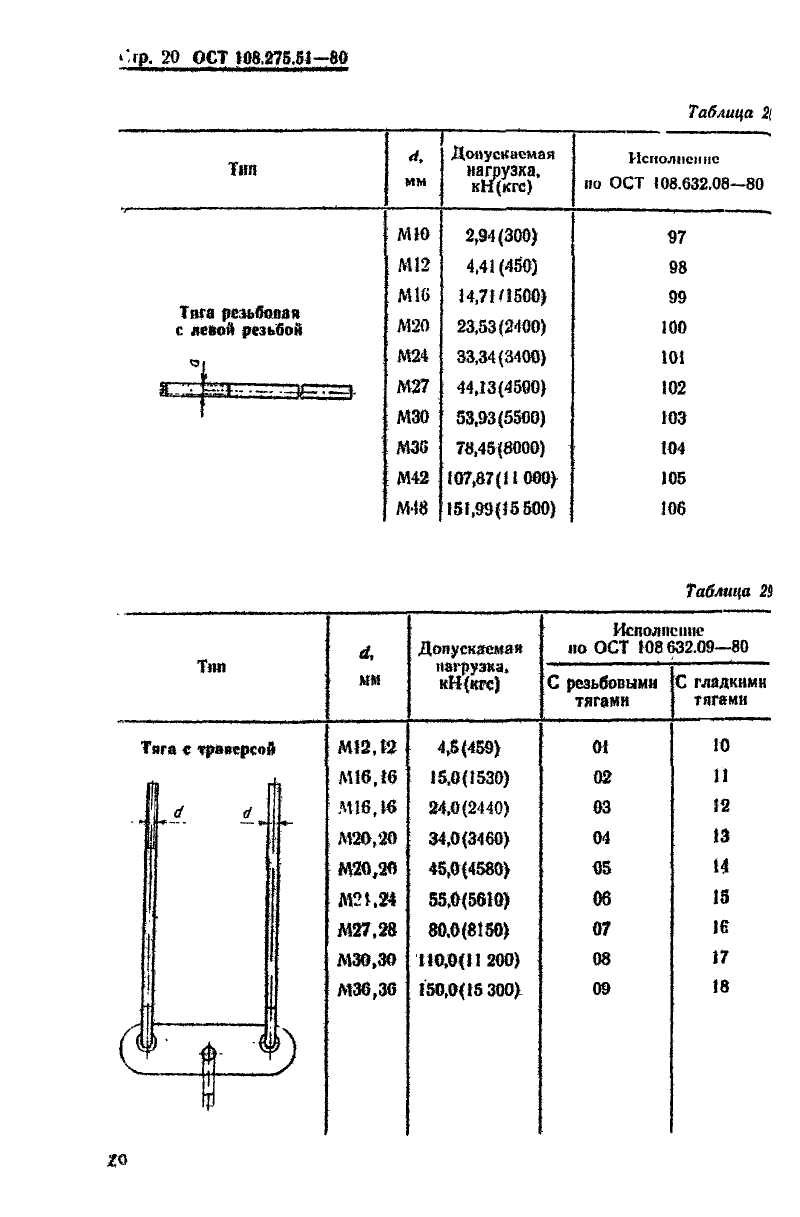 Стр. 20 ОСТ 108.275.51—80
Таблица
Тип
d, мм
Допускаемая нагрузка, кН(кгс)
Исполнение по ОСТ 108.632.08—80
Тяга резьбовая
с левой резьбой
d
М10 2,94(300) 97
М12 4,41(450) 98
М16 14,71(1500) 99
М20 23,53(2400) 100
М24 33,34(3400) 101
М27 44,13(4500) 102
М30 53,93(5500) 103
М36 78,45(8000) 104
М42 107,87(11 000) 105
М48 151,99(15 500) 106
Таблица 29
Тип
d, мм
Допускаемая нагрузка, кН(кгс)
Исполнение по ОСТ 108 632.09—80
С резьбовыми тягами
С гладкими тягами
Тяга с траверсой
d d
М12,12 4,5(459) 01 10
М16,16 15,0(1530) 02 11
М16,16 24,0(2440) 03 12
М20,20 34,0(3460) 04 13
М20,20 45,0(4580) 05 14
М24,24 55,0(5610) 06 15
М27,28 80,0(8150) 07 16
М30,30 110,0(11 200) 08 17
М36,36 150,0(15 300) 09 18
20